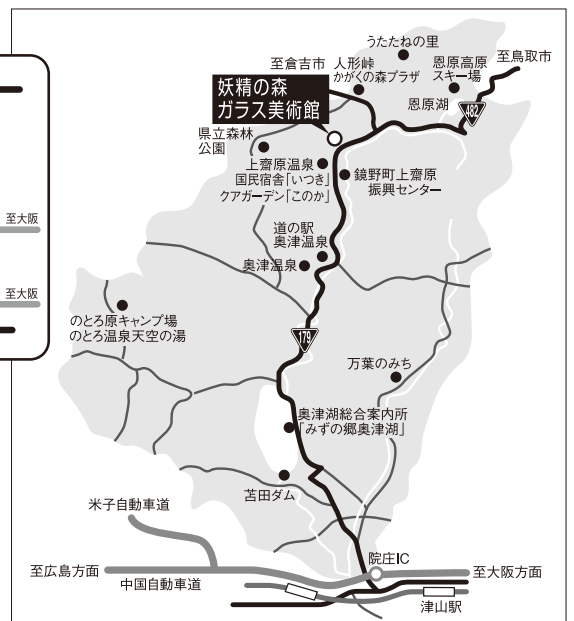 うたたねの里
至倉吉市
人形峠
かがくの森プラザ
恩原高原
スキー場
至鳥取市
妖精の森
ガラス美術館
恩原湖
482
県立森林
公園
上齋原温泉
国民宿舎「いつき」
クアガーデン「このか」
鏡野町上齋原
振興センター
至大阪
道の駅
奥津温泉
奥津温泉
至大阪
のとろ原キャンプ場
のとろ温泉天空の湯
179
万葉のみち
奥津湖総合案内所
「みずの郷奥津湖」
苫田ダム
米子自動車道
院庄IC
至広島方面
中国自動車道
至大阪方面
津山駅